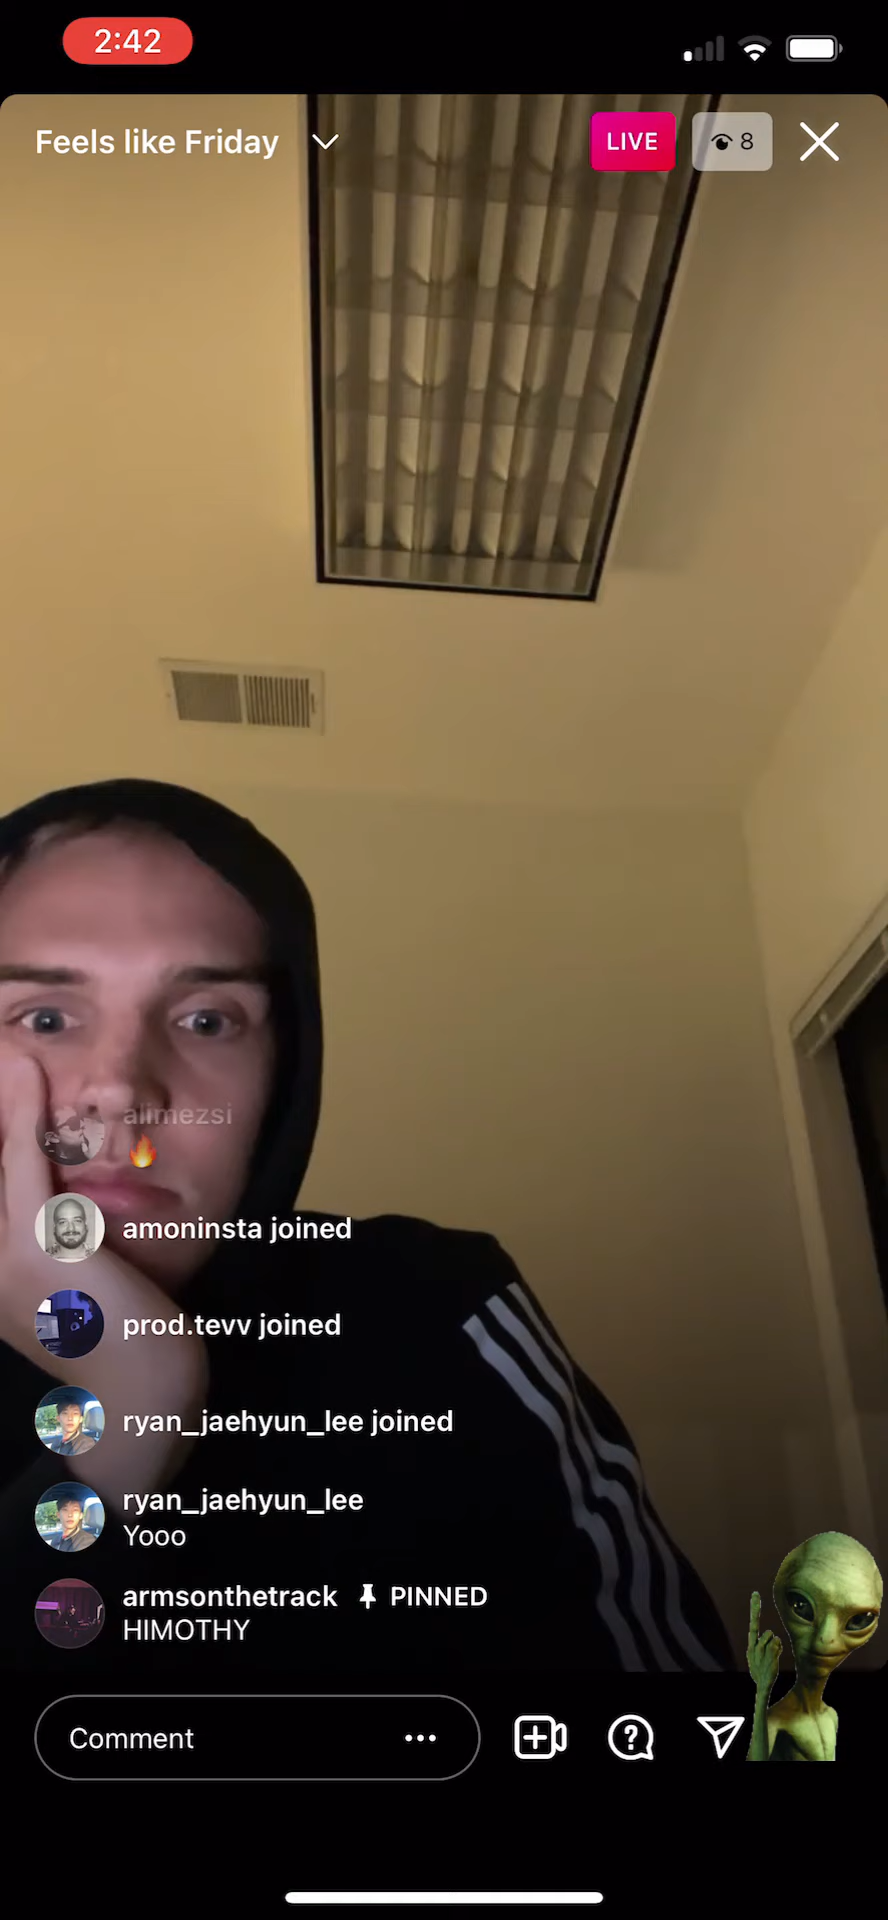 2:42
Feels like Friday
LIVE
8
alimezsi
🔥
amoninsta joined
prod.tevv joined
ryan_jaehyun_lee joined
ryan_jaehyun_lee
Yooo
armsonthetrack PINNED
HIMOTHY
Comment